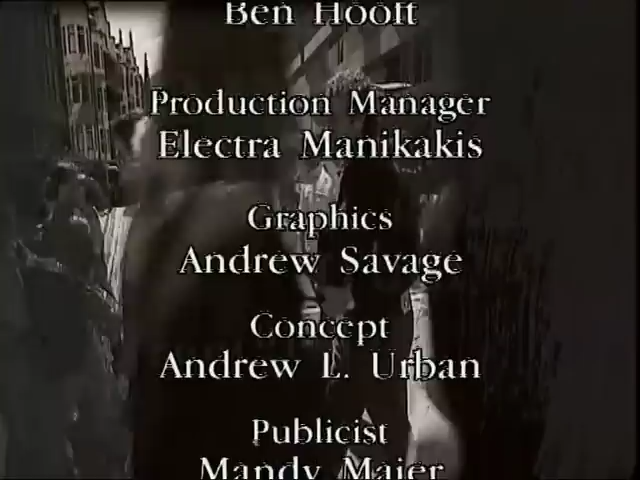 Ben Hooft
Production Manager
Electra Manikakis
Graphics
Andrew Savage
Concept
Andrew L. Urban
Publicist
Mandy Maier